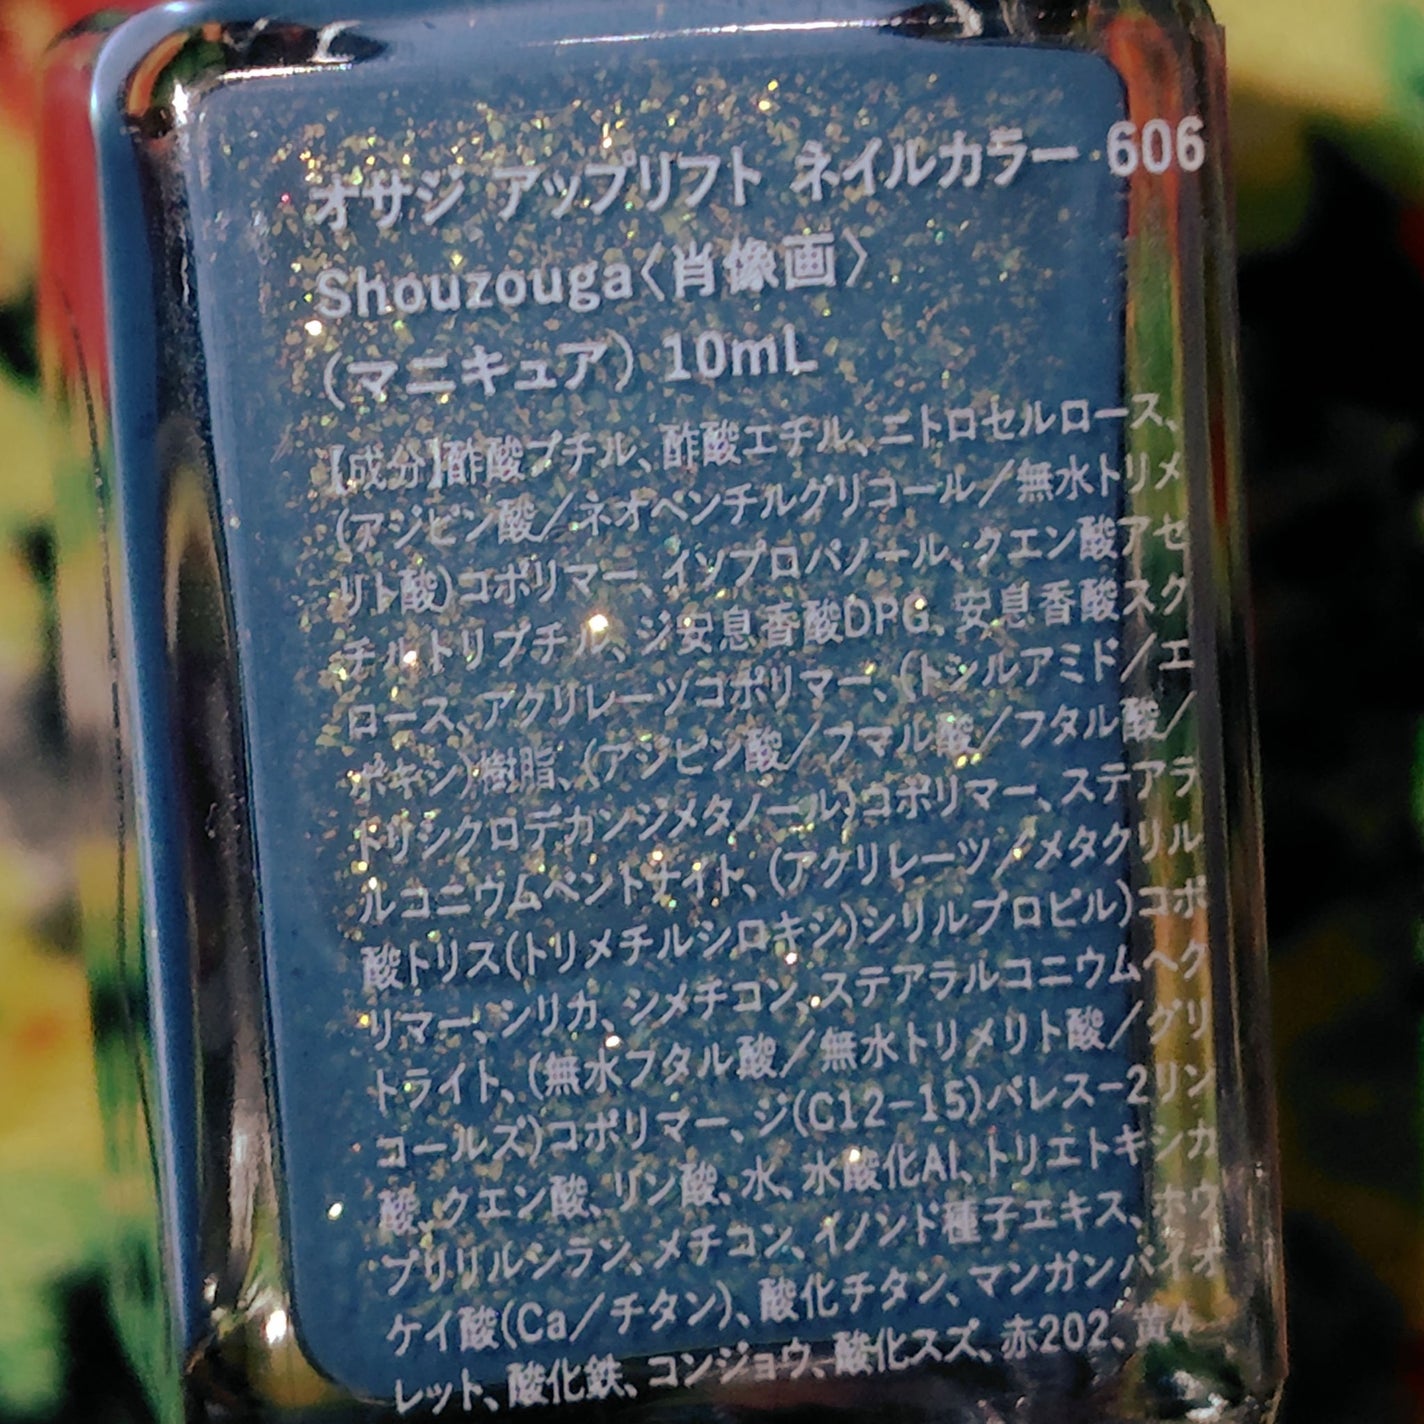 オサジ アップリフト ネイルカラー 606
Shouzouga〈肖像画〉
（マニキュア） 10mL
【成分】酢酸ブチル、酢酸エチル、ニトロセルロース、
(アジピン酸／ネオペンチルグリコール／無水トリメ
リト酸)コポリマー、イソプロパノール、クエン酸アセ
チルトリブチル、ジ安息香酸DPG、安息香酸スク
ロース、アクリレーツコポリマー、(トシルアミド／エ
ポキシ)樹脂、(アジピン酸／フマル酸／フタル酸／
トリシクロデカンジメタノール)コポリマー、ステアラ
ルコニウムベントナイト、(アクリレーツ／メタクリル
酸トリス(トリメチルシロキシ)シリルプロピル)コポ
リマー、シリカ、ジメチコン、ステアラルコニウムヘク
トライト、(無水フタル酸／無水トリメリト酸／グリ
コールズ)コポリマー、ジ(C12-15)パレス-2リン
酸、クエン酸、リン酸、水、水酸化Al、トリエトキシカ
プリリルシラン、メチコン、イノンド種子エキス、ホウ
ケイ酸(Ca／チタン)、酸化チタン、マンガンバイオ
レット、酸化鉄、コンジョウ、酸化スズ、赤202、黄4